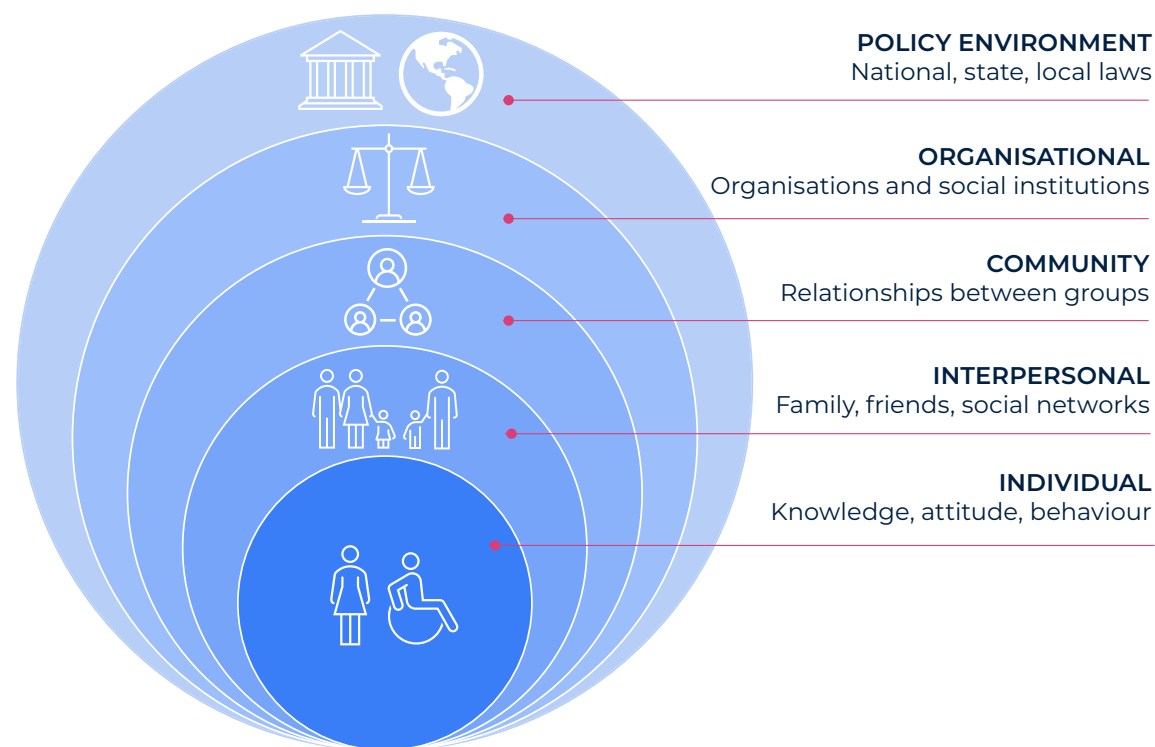 POLICY ENVIRONMENT
National, state, local laws
ORGANISATIONAL
Organisations and social institutions
COMMUNITY
Relationships between groups
INTERPERSONAL
Family, friends, social networks
INDIVIDUAL
Knowledge, attitude, behaviour